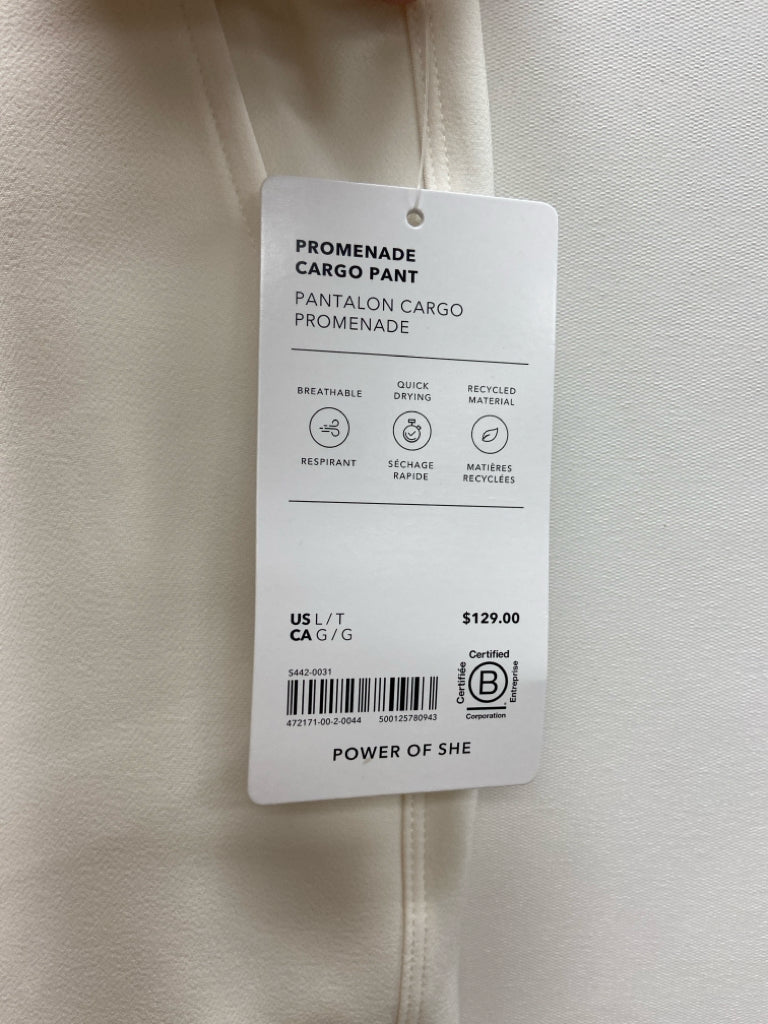 PROMENADE
CARGO PANT
PANTALON CARGO
PROMENADE
BREATHABLE
QUICK
DRYING
RECYCLED
MATERIAL
RESPIRANT
SÉCHAGE
RAPIDE
MATIÈRES
RECYCLÉES
US L / T
CA G / G
$129.00
S442-0031
472171-00-2-0044 500125780943
Certified
Certifiée
B
Entreprise
Corporation
POWER OF SHE